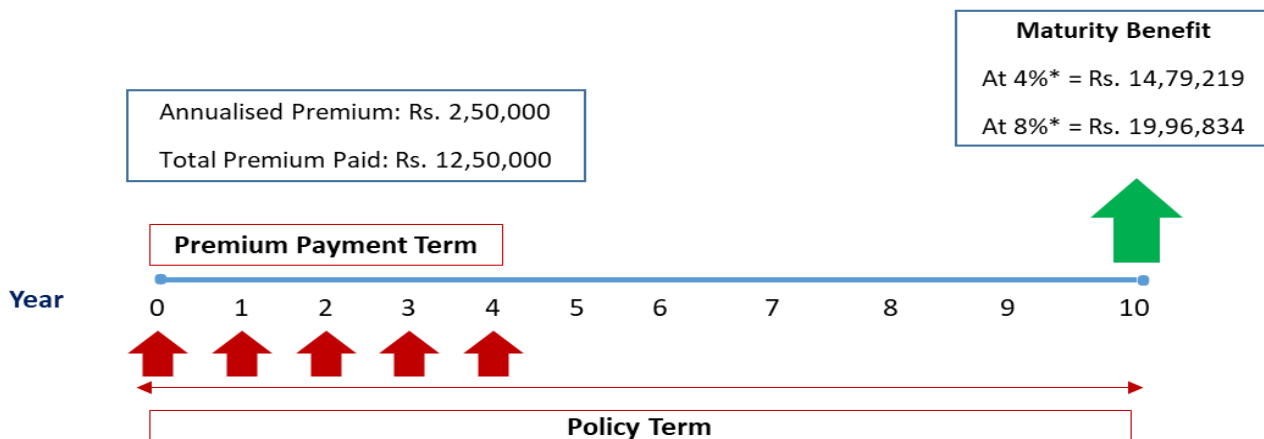 Maturity Benefit
At 4%* = Rs. 14,79,219
At 8%* = Rs. 19,96,834
Annualised Premium: Rs. 2,50,000
Total Premium Paid: Rs. 12,50,000
Premium Payment Term
Year 0 1 2 3 4 5 6 7 8 9 10
Policy Term